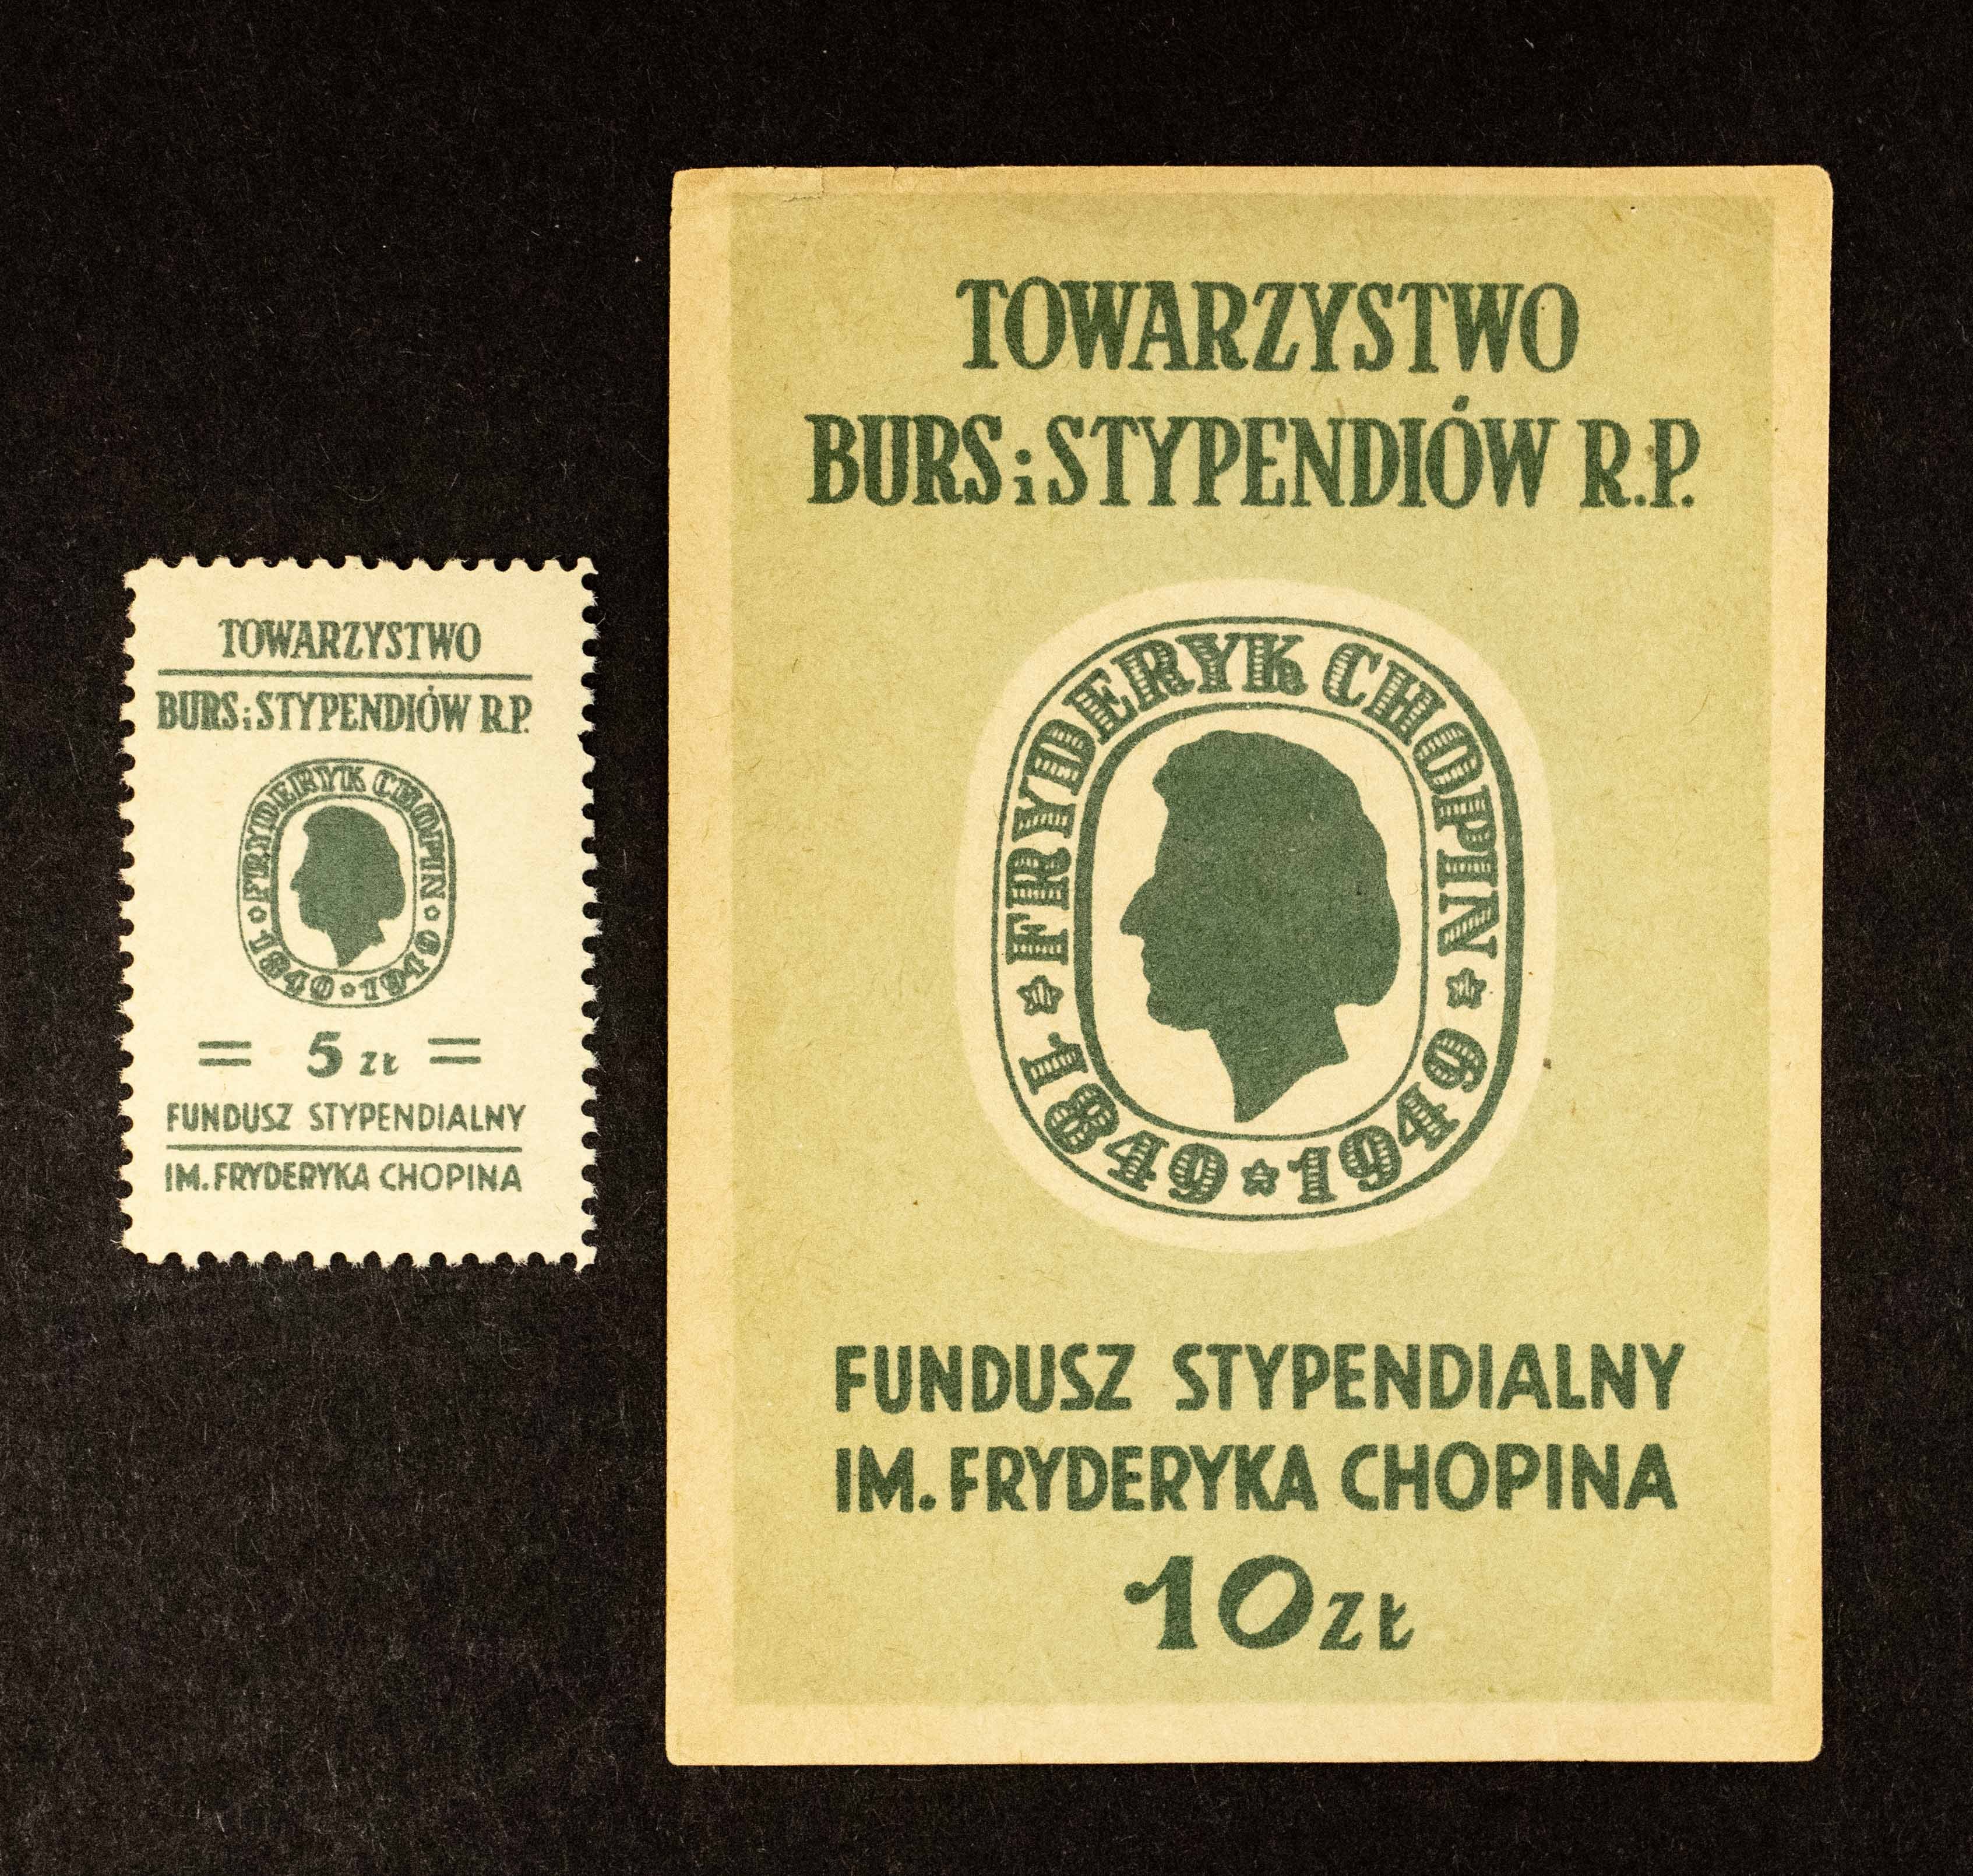 TOWARZYSTWO
BURS i STYPENDIÓW R.P.
FRYDERYK CHOPIN
1849 * 1949
= 5 zł =
FUNDUSZ STYPENDIALNY
IM. FRYDERYKA CHOPINA
TOWARZYSTWO
BURS i STYPENDIÓW R.P.
FRYDERYK CHOPIN
1849 * 1949
FUNDUSZ STYPENDIALNY
IM. FRYDERYKA CHOPINA
10 zł